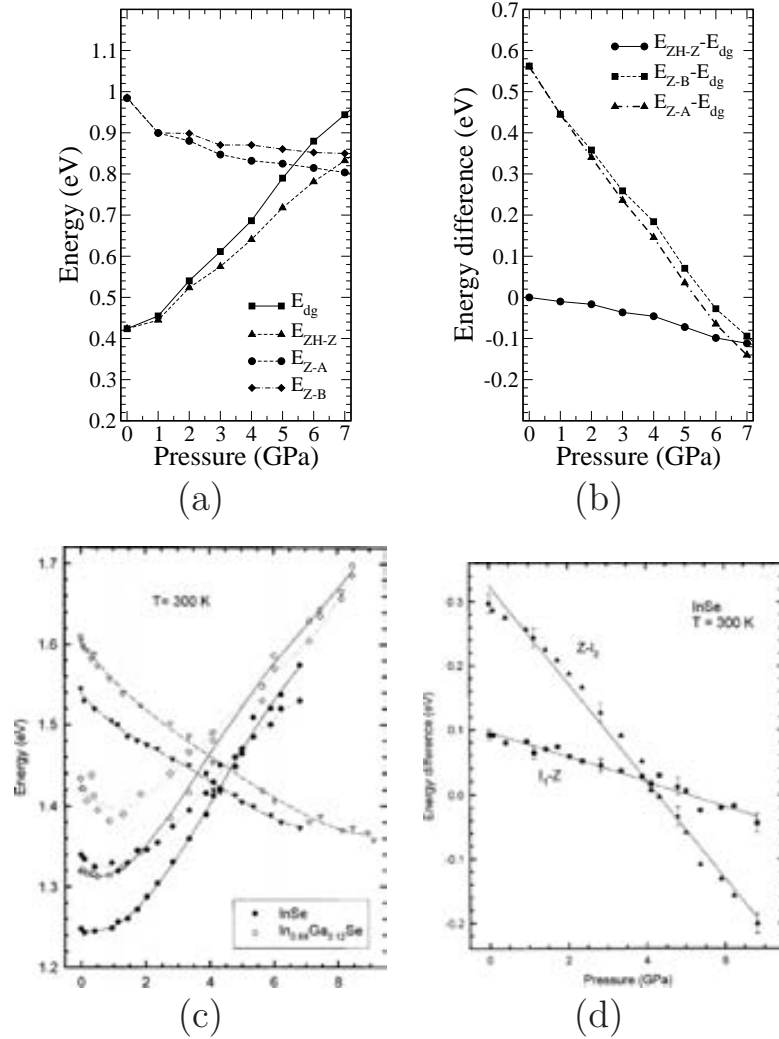 1.1
1
0.9
0.8
0.7
0.6
0.5
0.4
0.3
0.2
Energy (eV)
E_dg
E_ZH-Z
E_Z-A
E_Z-B
0 1 2 3 4 5 6 7
Pressure (GPa)
(a)
0.7
0.6
0.5
0.4
0.3
0.2
0.1
0
-0.1
-0.2
Energy difference (eV)
E_ZH-Z-E_dg
E_Z-B-E_dg
E_Z-A-E_dg
0 1 2 3 4 5 6 7
Pressure (GPa)
(b)
1.7
1.6
1.5
1.4
1.3
1.2
Energy (eV)
T= 300 K
InSe
0 2 4 6 8
(c)
0.3
0.2
0.1
0.0
-0.1
-0.2
Energy difference (eV)
InSe
T = 300 K
0 2 4 6 8
Pressure (GPa)
(d)